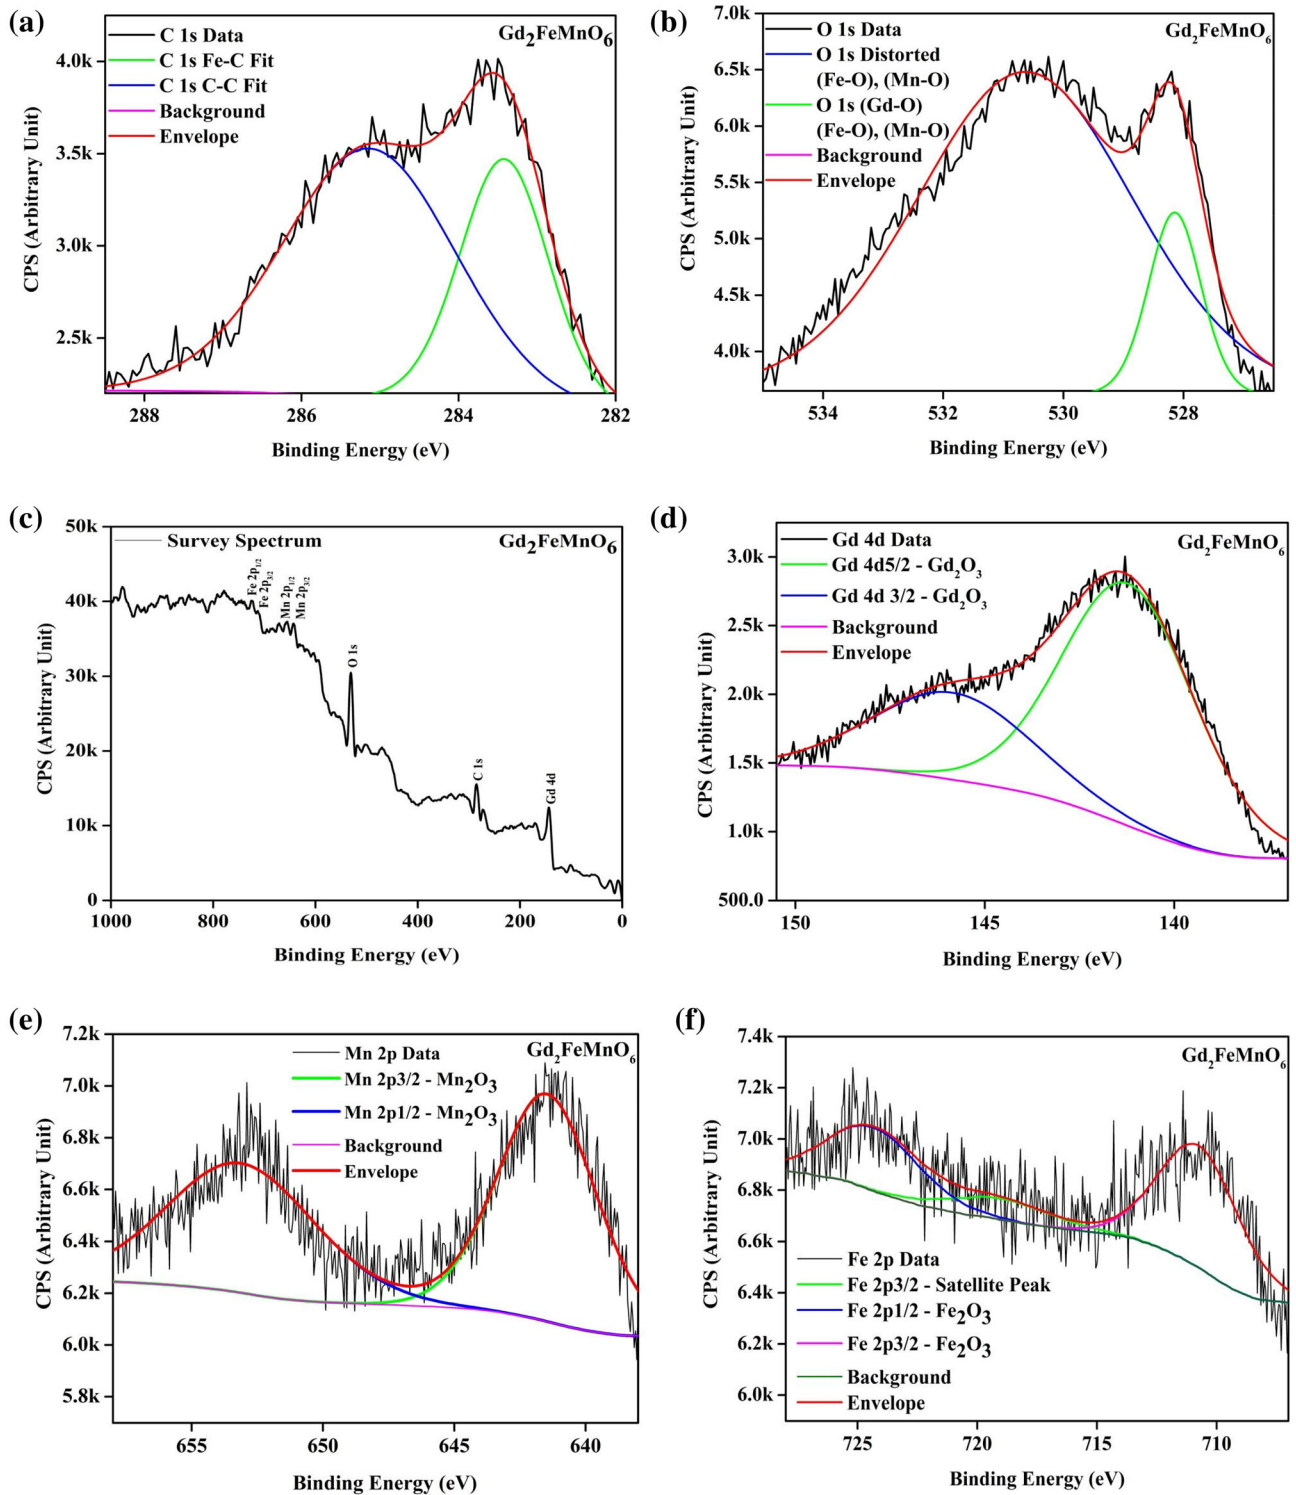 (a)
C 1s Data
C 1s Fe-C Fit
C 1s C-C Fit
Background
Envelope
Gd2FeMnO6
4.0k
3.5k
3.0k
2.5k
CPS (Arbitrary Unit)
288 286 284 282
Binding Energy (eV)
(b)
O 1s Data
O 1s Distorted
(Fe-O), (Mn-O)
O 1s (Gd-O)
(Fe-O), (Mn-O)
Background
Envelope
Gd2FeMnO6
7.0k
6.5k
6.0k
5.5k
5.0k
4.5k
4.0k
CPS (Arbitrary Unit)
534 532 530 528
Binding Energy (eV)
(c)
Survey Spectrum
Gd2FeMnO6
Fe 2p1/2
Fe 2p3/2
Mn 2p1/2
Mn 2p3/2
O 1s
C 1s
Gd 4d
50k
40k
30k
20k
10k
0
CPS (Arbitrary Unit)
1000 800 600 400 200 0
Binding Energy (eV)
(d)
Gd 4d Data
Gd 4d5/2 - Gd2O3
Gd 4d 3/2 - Gd2O3
Background
Envelope
Gd2FeMnO6
3.0k
2.5k
2.0k
1.5k
1.0k
500.0
CPS (Arbitrary Unit)
150 145 140
Binding Energy (eV)
(e)
Mn 2p Data
Mn 2p3/2 - Mn2O3
Mn 2p1/2 - Mn2O3
Background
Envelope
Gd2FeMnO6
7.2k
7.0k
6.8k
6.6k
6.4k
6.2k
6.0k
5.8k
CPS (Arbitrary Unit)
655 650 645 640
Binding Energy (eV)
(f)
Gd2FeMnO6
Fe 2p Data
Fe 2p3/2 - Satellite Peak
Fe 2p1/2 - Fe2O3
Fe 2p3/2 - Fe2O3
Background
Envelope
7.4k
7.2k
7.0k
6.8k
6.6k
6.4k
6.2k
6.0k
CPS (Arbitrary Unit)
725 720 715 710
Binding Energy (eV)